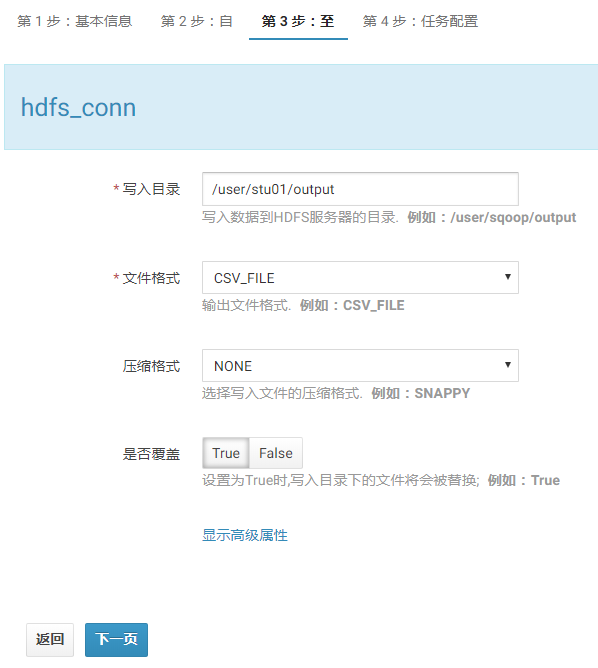 第 1 步：基本信息 第 2 步：自 第 3 步：至 第 4 步：任务配置
hdfs_conn
* 写入目录 /user/stu01/output
写入数据到HDFS服务器的目录. 例如：/user/sqoop/output
* 文件格式 CSV_FILE
输出文件格式. 例如：CSV_FILE
压缩格式 NONE
选择写入文件的压缩格式. 例如：SNAPPY
是否覆盖 True False
设置为True时,写入目录下的文件将会被替换; 例如：True
显示高级属性
返回 下一页